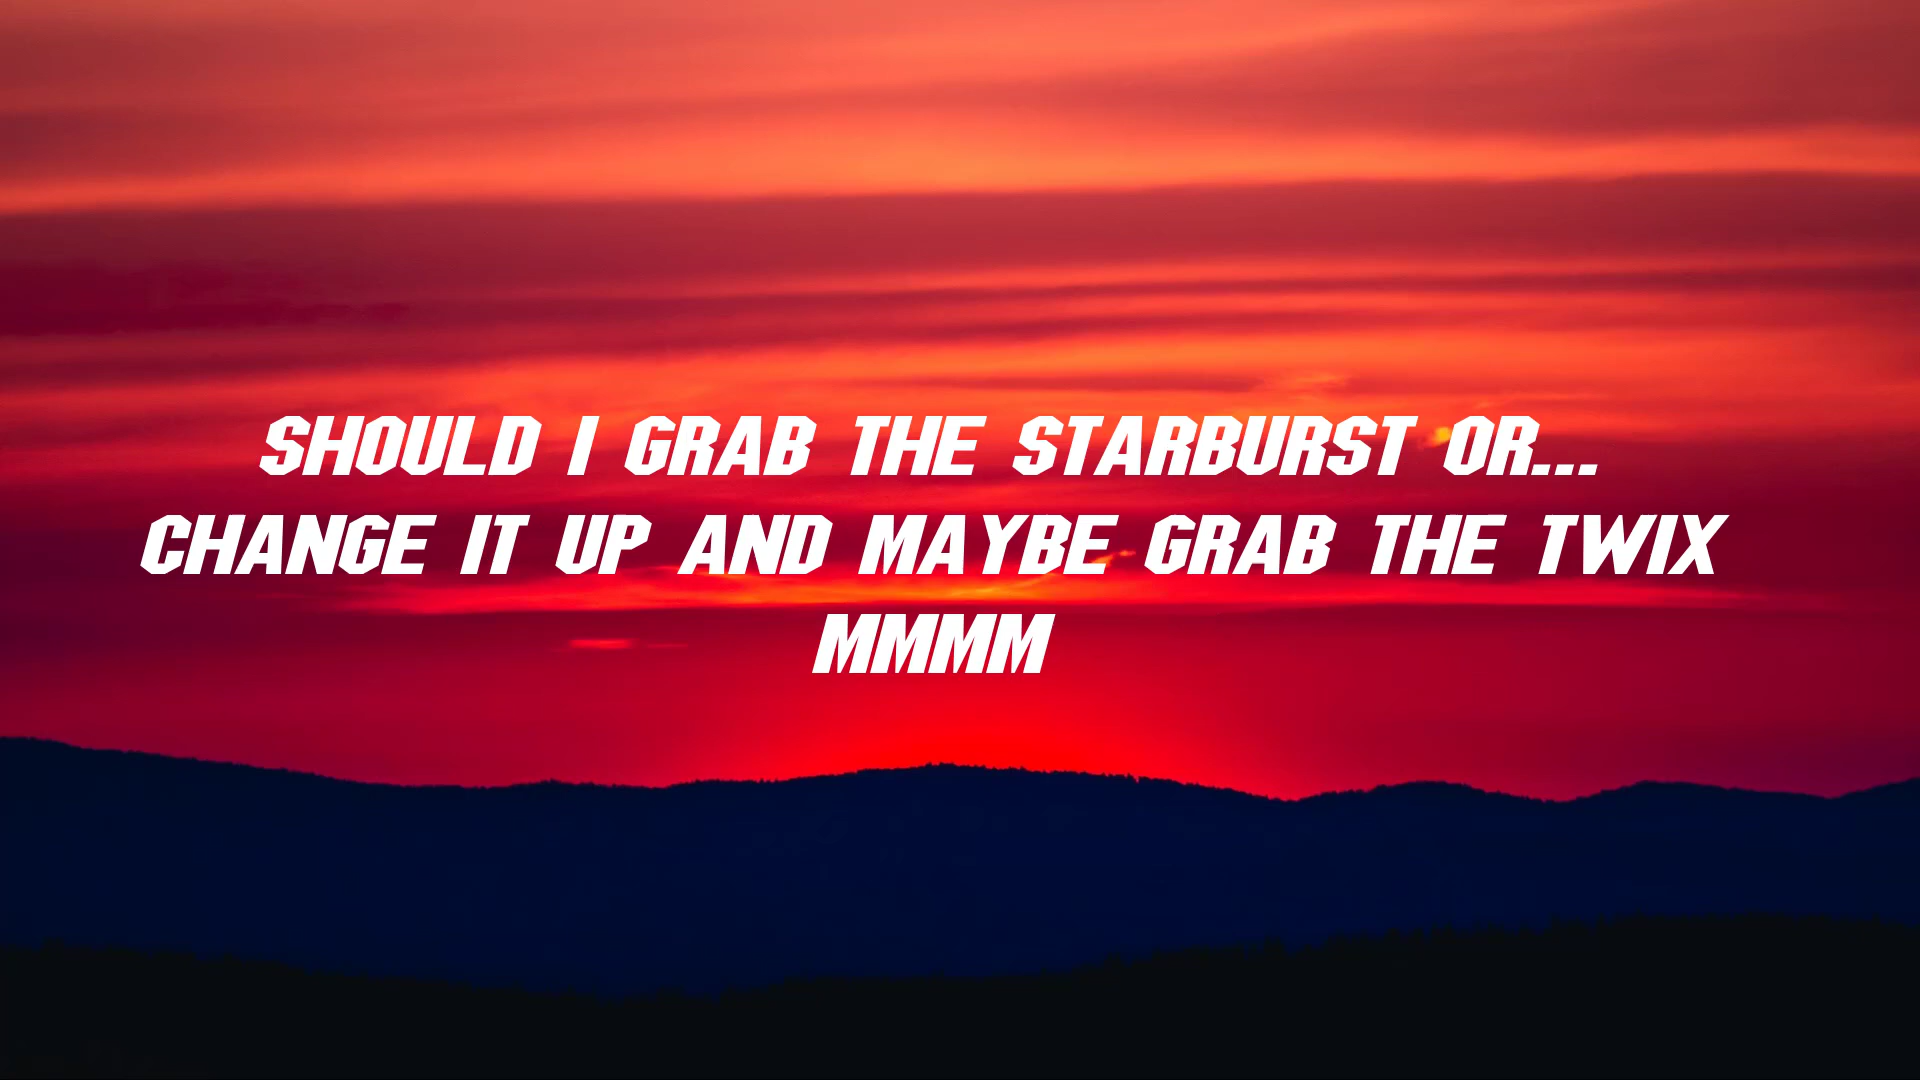 SHOULD I GRAB THE STARBURST OR...
CHANGE IT UP AND MAYBE GRAB THE TWIX
MMMM